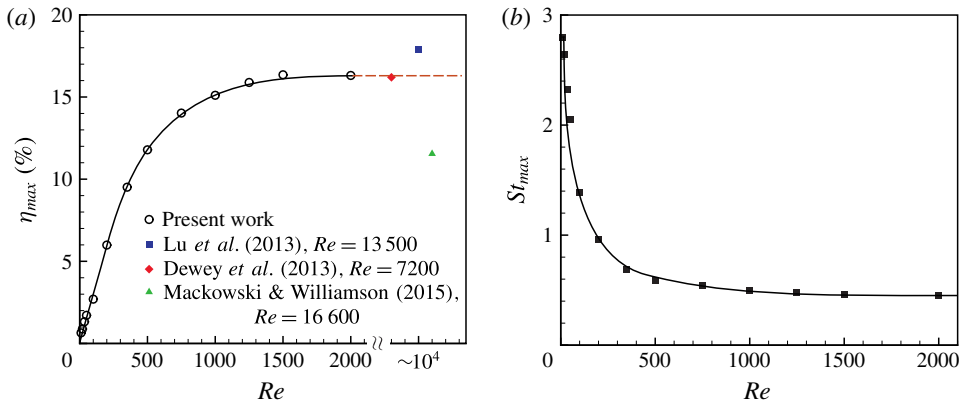 (a)
20
15
10
5
0
η_max (%)
Present work
Lu et al. (2013), Re = 13 500
Dewey et al. (2013), Re = 7200
Mackowski & Williamson (2015),
Re = 16 600
500 1000 1500 2000 ~10^4
Re
(b)
3
2
1
0
St_max
500 1000 1500 2000
Re